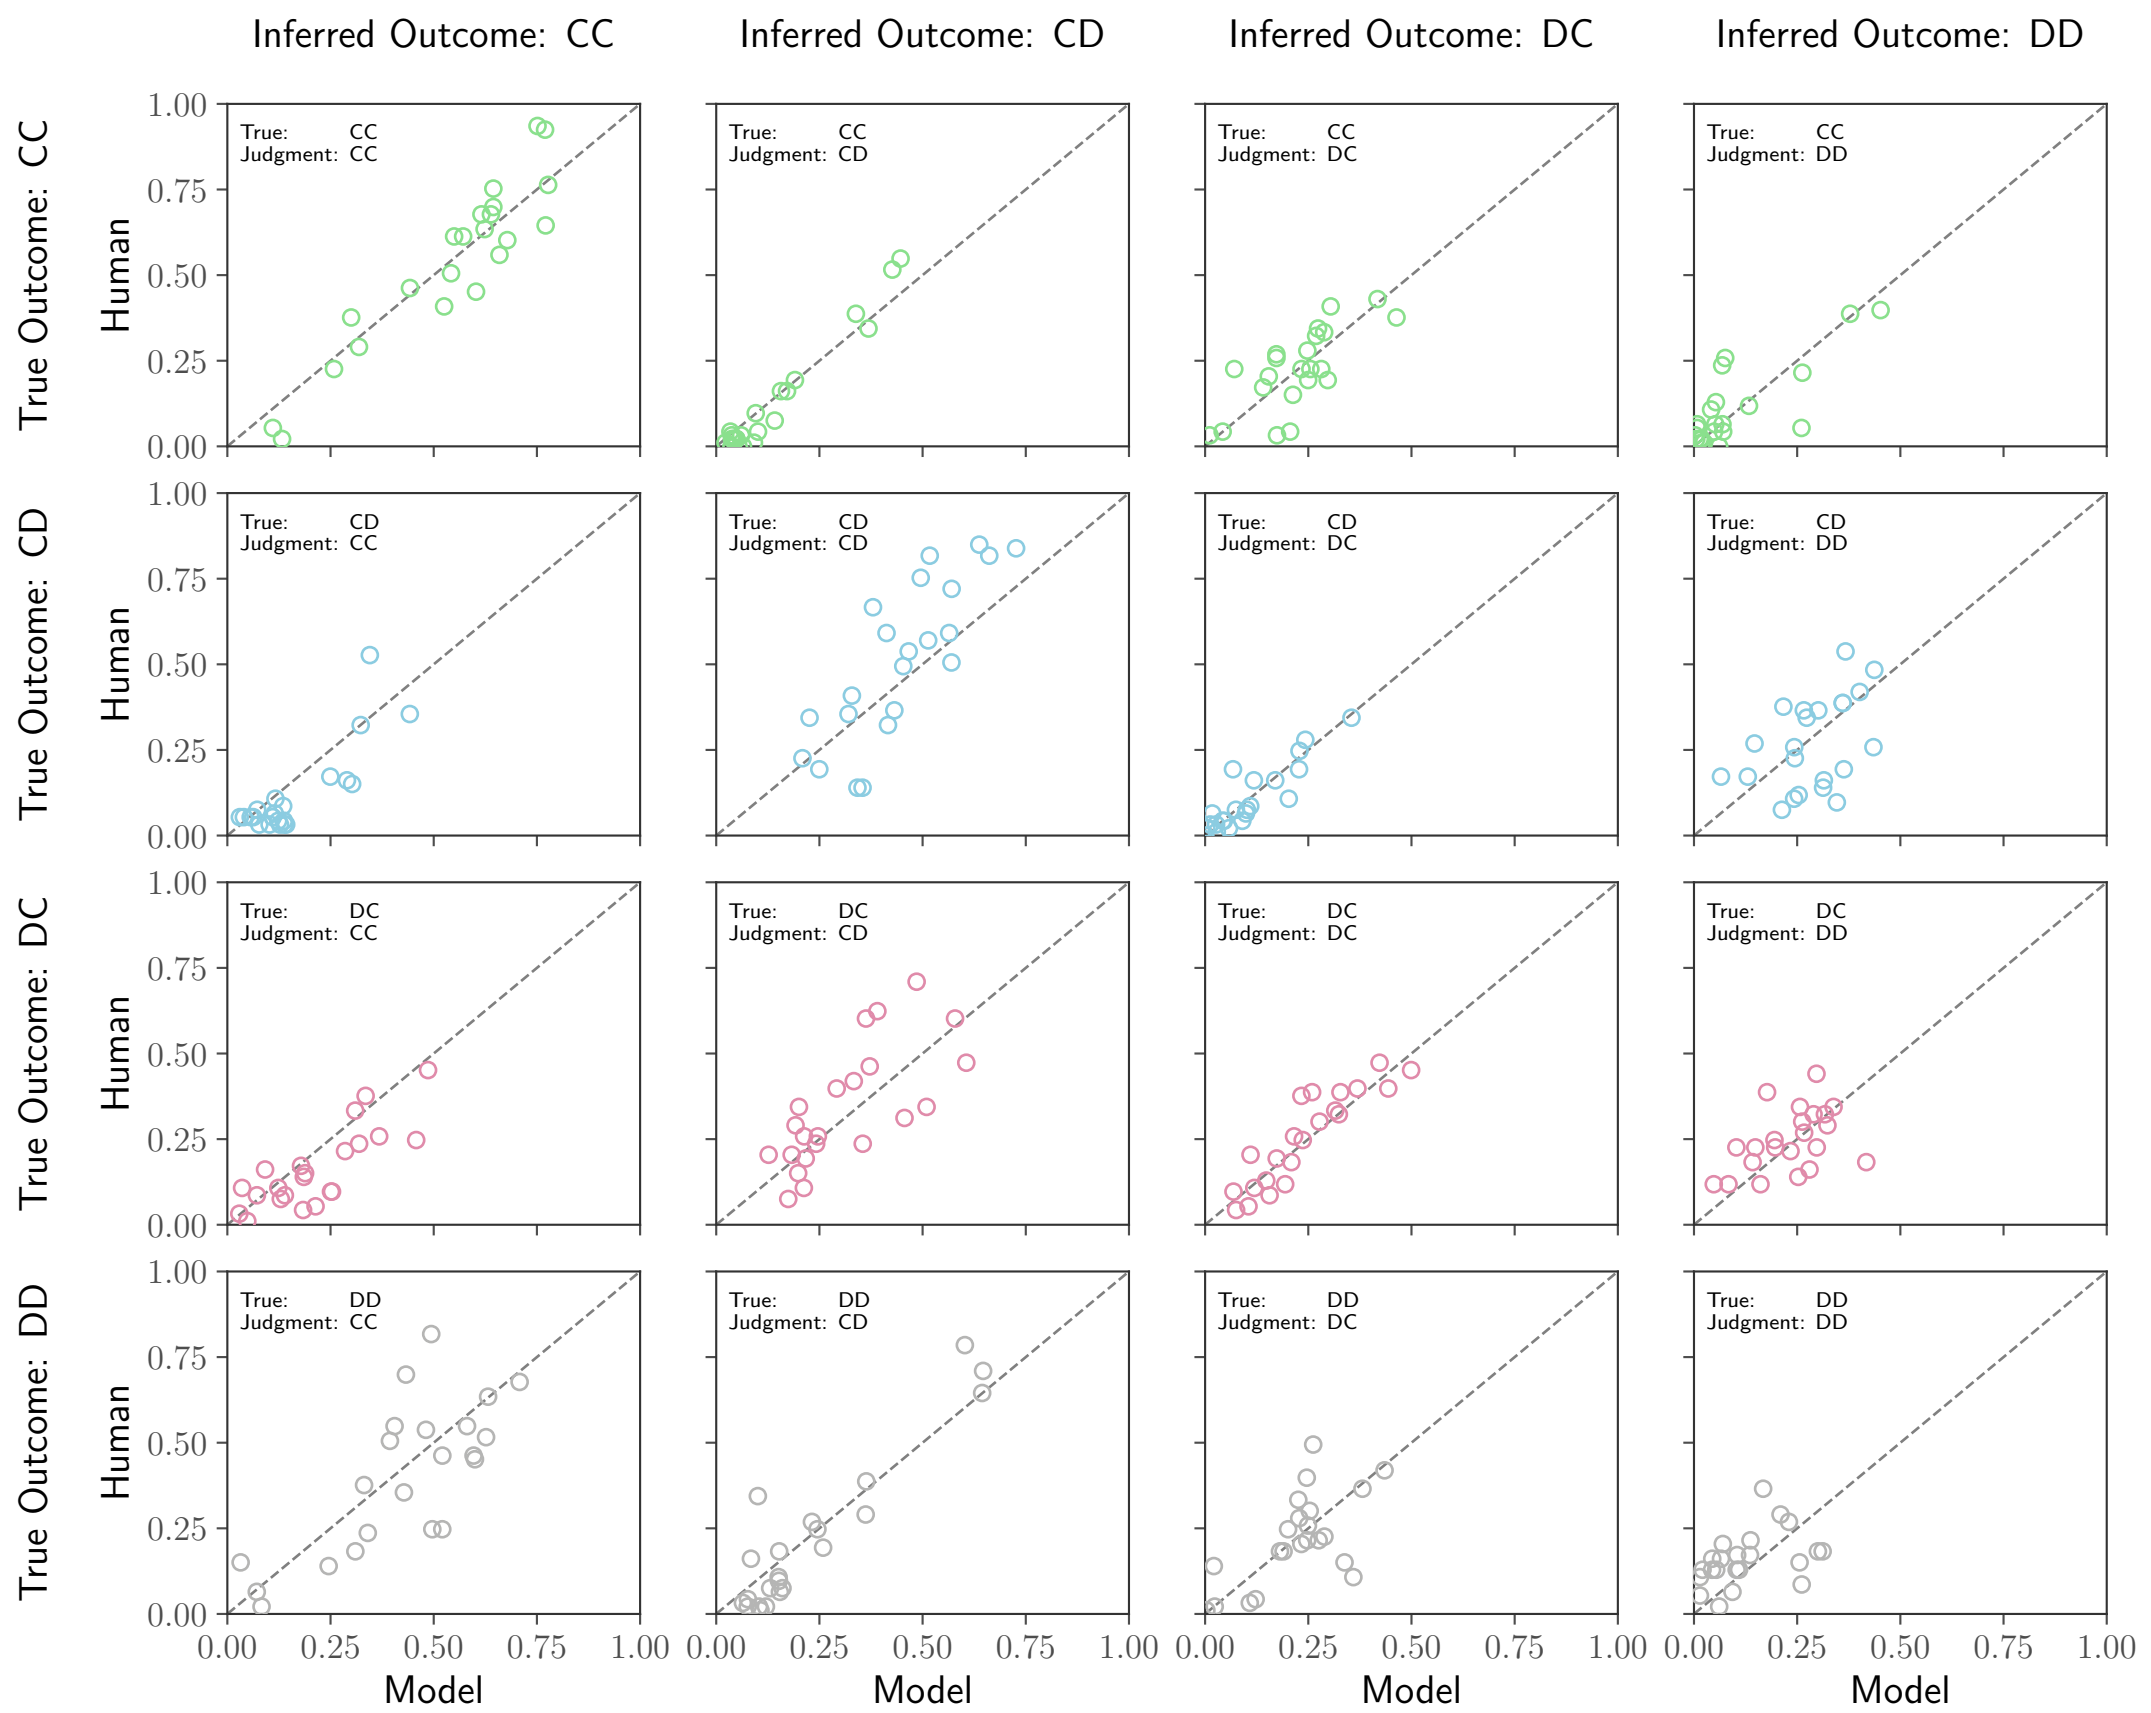 Inferred Outcome: CC
Inferred Outcome: CD
Inferred Outcome: DC
Inferred Outcome: DD
True Outcome: CC
Human
1.00
0.75
0.50
0.25
0.00
True: CC
Judgment: CC
True: CC
Judgment: CD
True: CC
Judgment: DC
True: CC
Judgment: DD
True Outcome: CD
Human
1.00
0.75
0.50
0.25
0.00
True: CD
Judgment: CC
True: CD
Judgment: CD
True: CD
Judgment: DC
True: CD
Judgment: DD
True Outcome: DC
Human
1.00
0.75
0.50
0.25
0.00
True: DC
Judgment: CC
True: DC
Judgment: CD
True: DC
Judgment: DC
True: DC
Judgment: DD
True Outcome: DD
Human
1.00
0.75
0.50
0.25
0.00
True: DD
Judgment: CC
True: DD
Judgment: CD
True: DD
Judgment: DC
True: DD
Judgment: DD
0.00 0.25 0.50 0.75 1.00
0.00 0.25 0.50 0.75 1.00
0.00 0.25 0.50 0.75 1.00
0.00 0.25 0.50 0.75 1.00
Model
Model
Model
Model